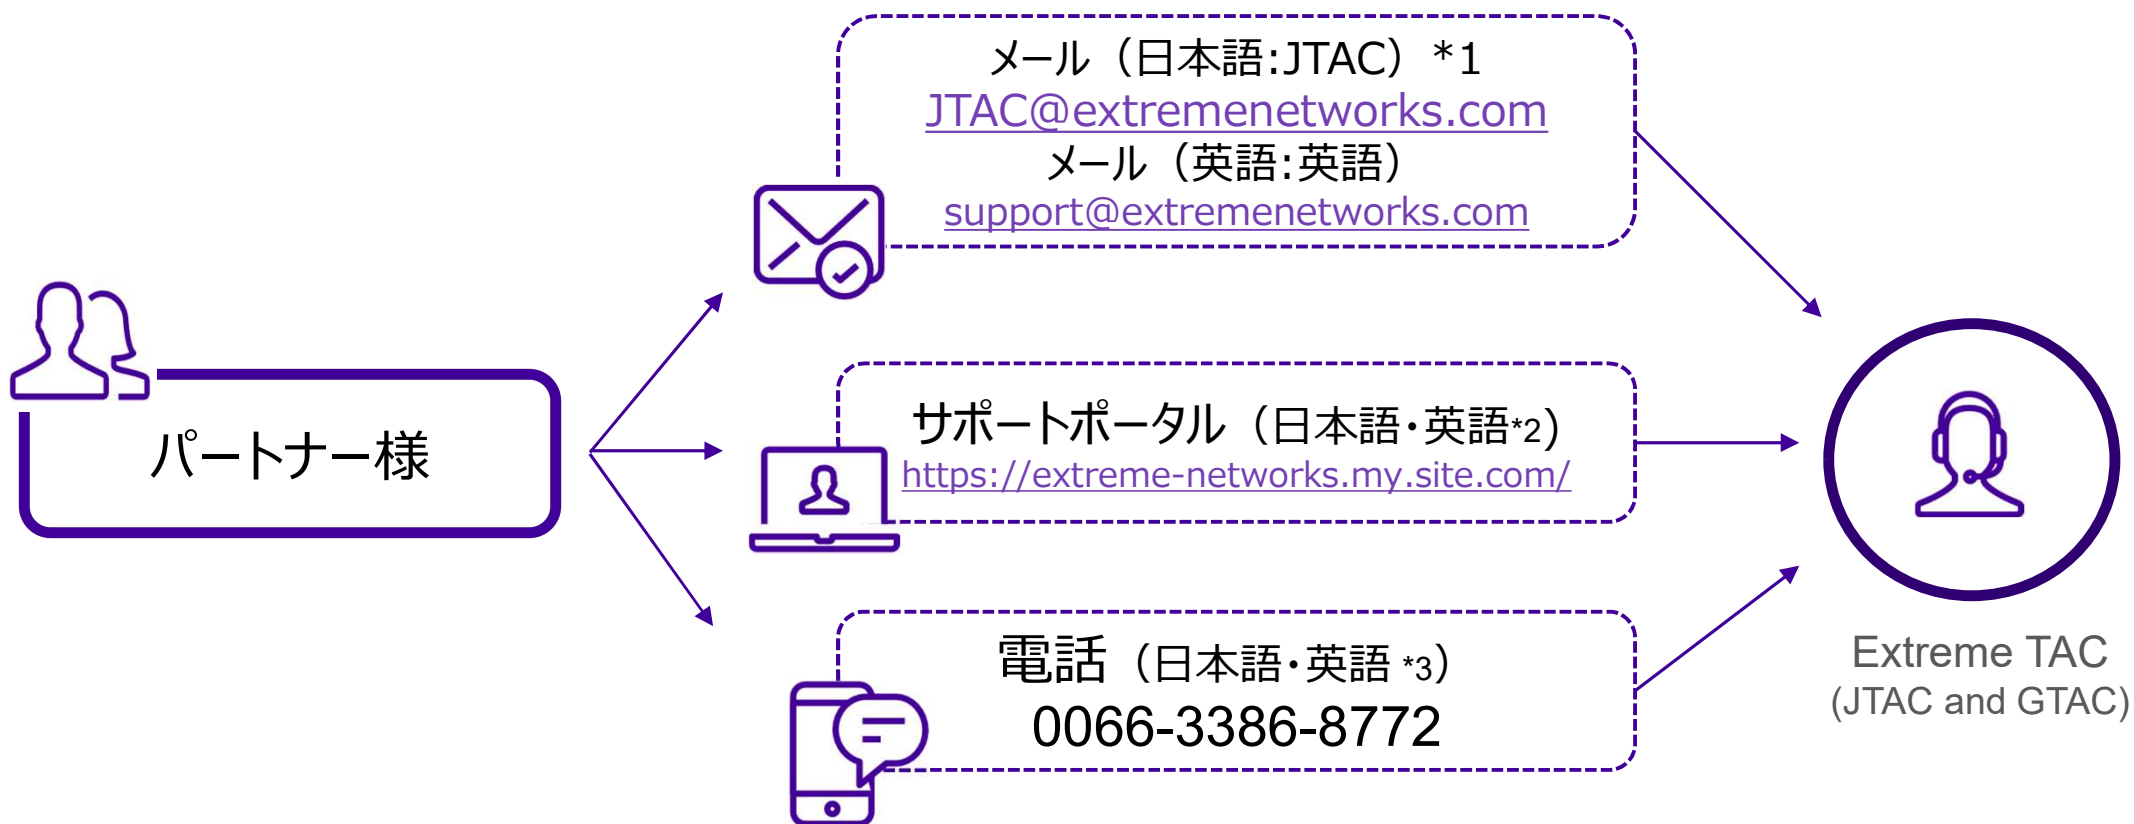 メール（日本語:JTAC）*1
JTAC@extremenetworks.com
メール（英語:英語）
support@extremenetworks.com
パートナー様
サポートポータル（日本語・英語*2)
https://extreme-networks.my.site.com/
電話（日本語・英語 *3）
0066-3386-8772
Extreme TAC
(JTAC and GTAC)